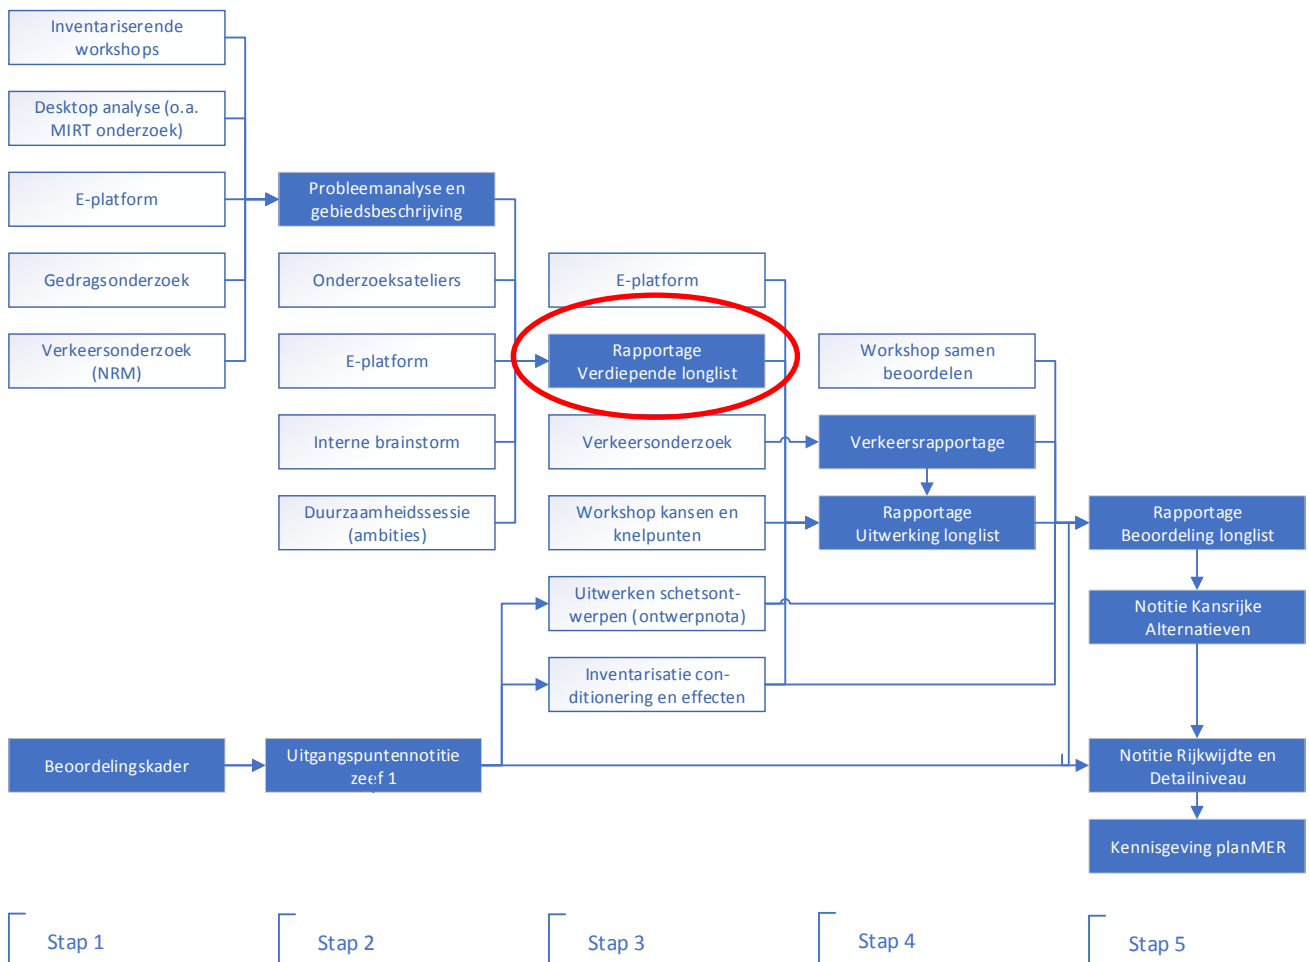 Inventariserende
workshops
Desktop analyse (o.a.
MIRT onderzoek)
E-platform
Gedragsonderzoek
Verkeersonderzoek
(NRM)
Beoordelingskader
Probleemanalyse en
gebiedsbeschrijving
Onderzoeksateliers
E-platform
Interne brainstorm
Duurzaamheidssessie
(ambities)
Uitgangspuntennotitie
zeef 1
E-platform
Rapportage
Verdiepende longlist
Verkeersonderzoek
Workshop kansen en
knelpunten
Uitwerken schetsont-
werpen (ontwerpnota)
Inventarisatie con-
ditionering en effecten
Workshop samen
beoordelen
Verkeersrapportage
Rapportage
Uitwerking longlist
Rapportage
Beoordeling longlist
Notitie Kansrijke
Alternatieven
Notitie Rijkwijdte en
Detailniveau
Kennisgeving planMER
Stap 1
Stap 2
Stap 3
Stap 4
Stap 5